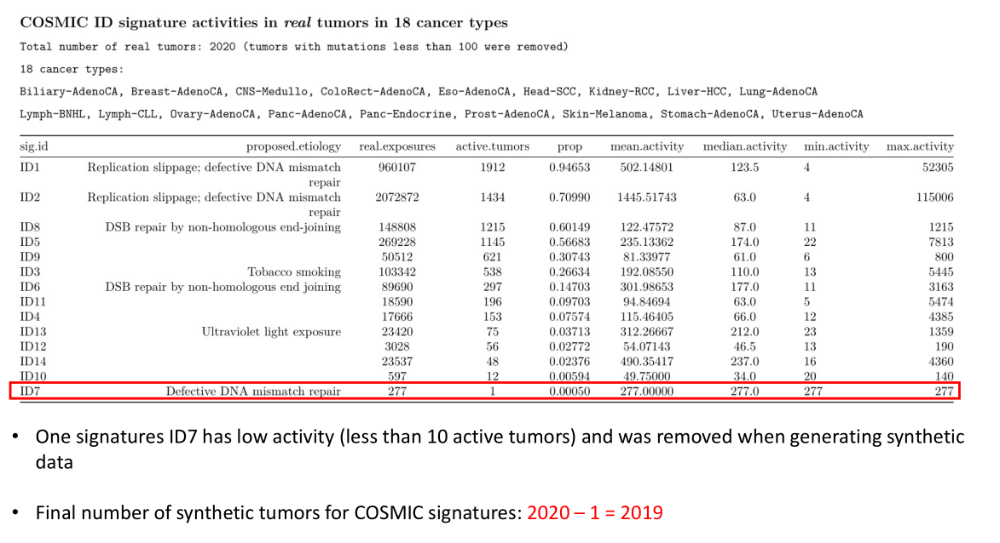 COSMIC ID signature activities in real tumors in 18 cancer types
Total number of real tumors: 2020 (tumors with mutations less than 100 were removed)
18 cancer types:
Biliary-AdenoCA, Breast-AdenoCA, CNS-Medullo, ColoRect-AdenoCA, Eso-AdenoCA, Head-SCC, Kidney-RCC, Liver-HCC, Lung-AdenoCA
Lymph-BNHL, Lymph-CLL, Ovary-AdenoCA, Panc-AdenoCA, Panc-Endocrine, Prost-AdenoCA, Skin-Melanoma, Stomach-AdenoCA, Uterus-AdenoCA
sig.id proposed.etiology real.exposures active.tumors prop mean.activity median.activity min.activity max.activity
ID1 Replication slippage; defective DNA mismatch 960107 1912 0.94653 502.14801 123.5 4 52305
repair
ID2 Replication slippage; defective DNA mismatch 2072872 1434 0.70990 1445.51743 63.0 4 115006
repair
ID8 DSB repair by non-homologous end-joining 148808 1215 0.60149 122.47572 87.0 11 1215
ID5 269228 1145 0.56683 235.13362 174.0 22 7813
ID9 50512 621 0.30743 81.33977 61.0 6 800
ID3 Tobacco smoking 103342 538 0.26634 192.08550 110.0 13 5445
ID6 DSB repair by non-homologous end joining 89690 297 0.14703 301.98653 177.0 11 3163
ID11 18590 196 0.09703 94.84694 63.0 5 5474
ID4 17666 153 0.07574 115.46405 66.0 12 4385
ID13 Ultraviolet light exposure 23420 75 0.03713 312.26667 212.0 23 1359
ID12 3028 56 0.02772 54.07143 46.5 13 190
ID14 23537 48 0.02376 490.35417 237.0 16 4360
ID10 597 12 0.00594 49.75000 34.0 20 140
ID7 Defective DNA mismatch repair 277 1 0.00050 277.00000 277.0 277 277
• One signatures ID7 has low activity (less than 10 active tumors) and was removed when generating synthetic
data
• Final number of synthetic tumors for COSMIC signatures: 2020 – 1 = 2019